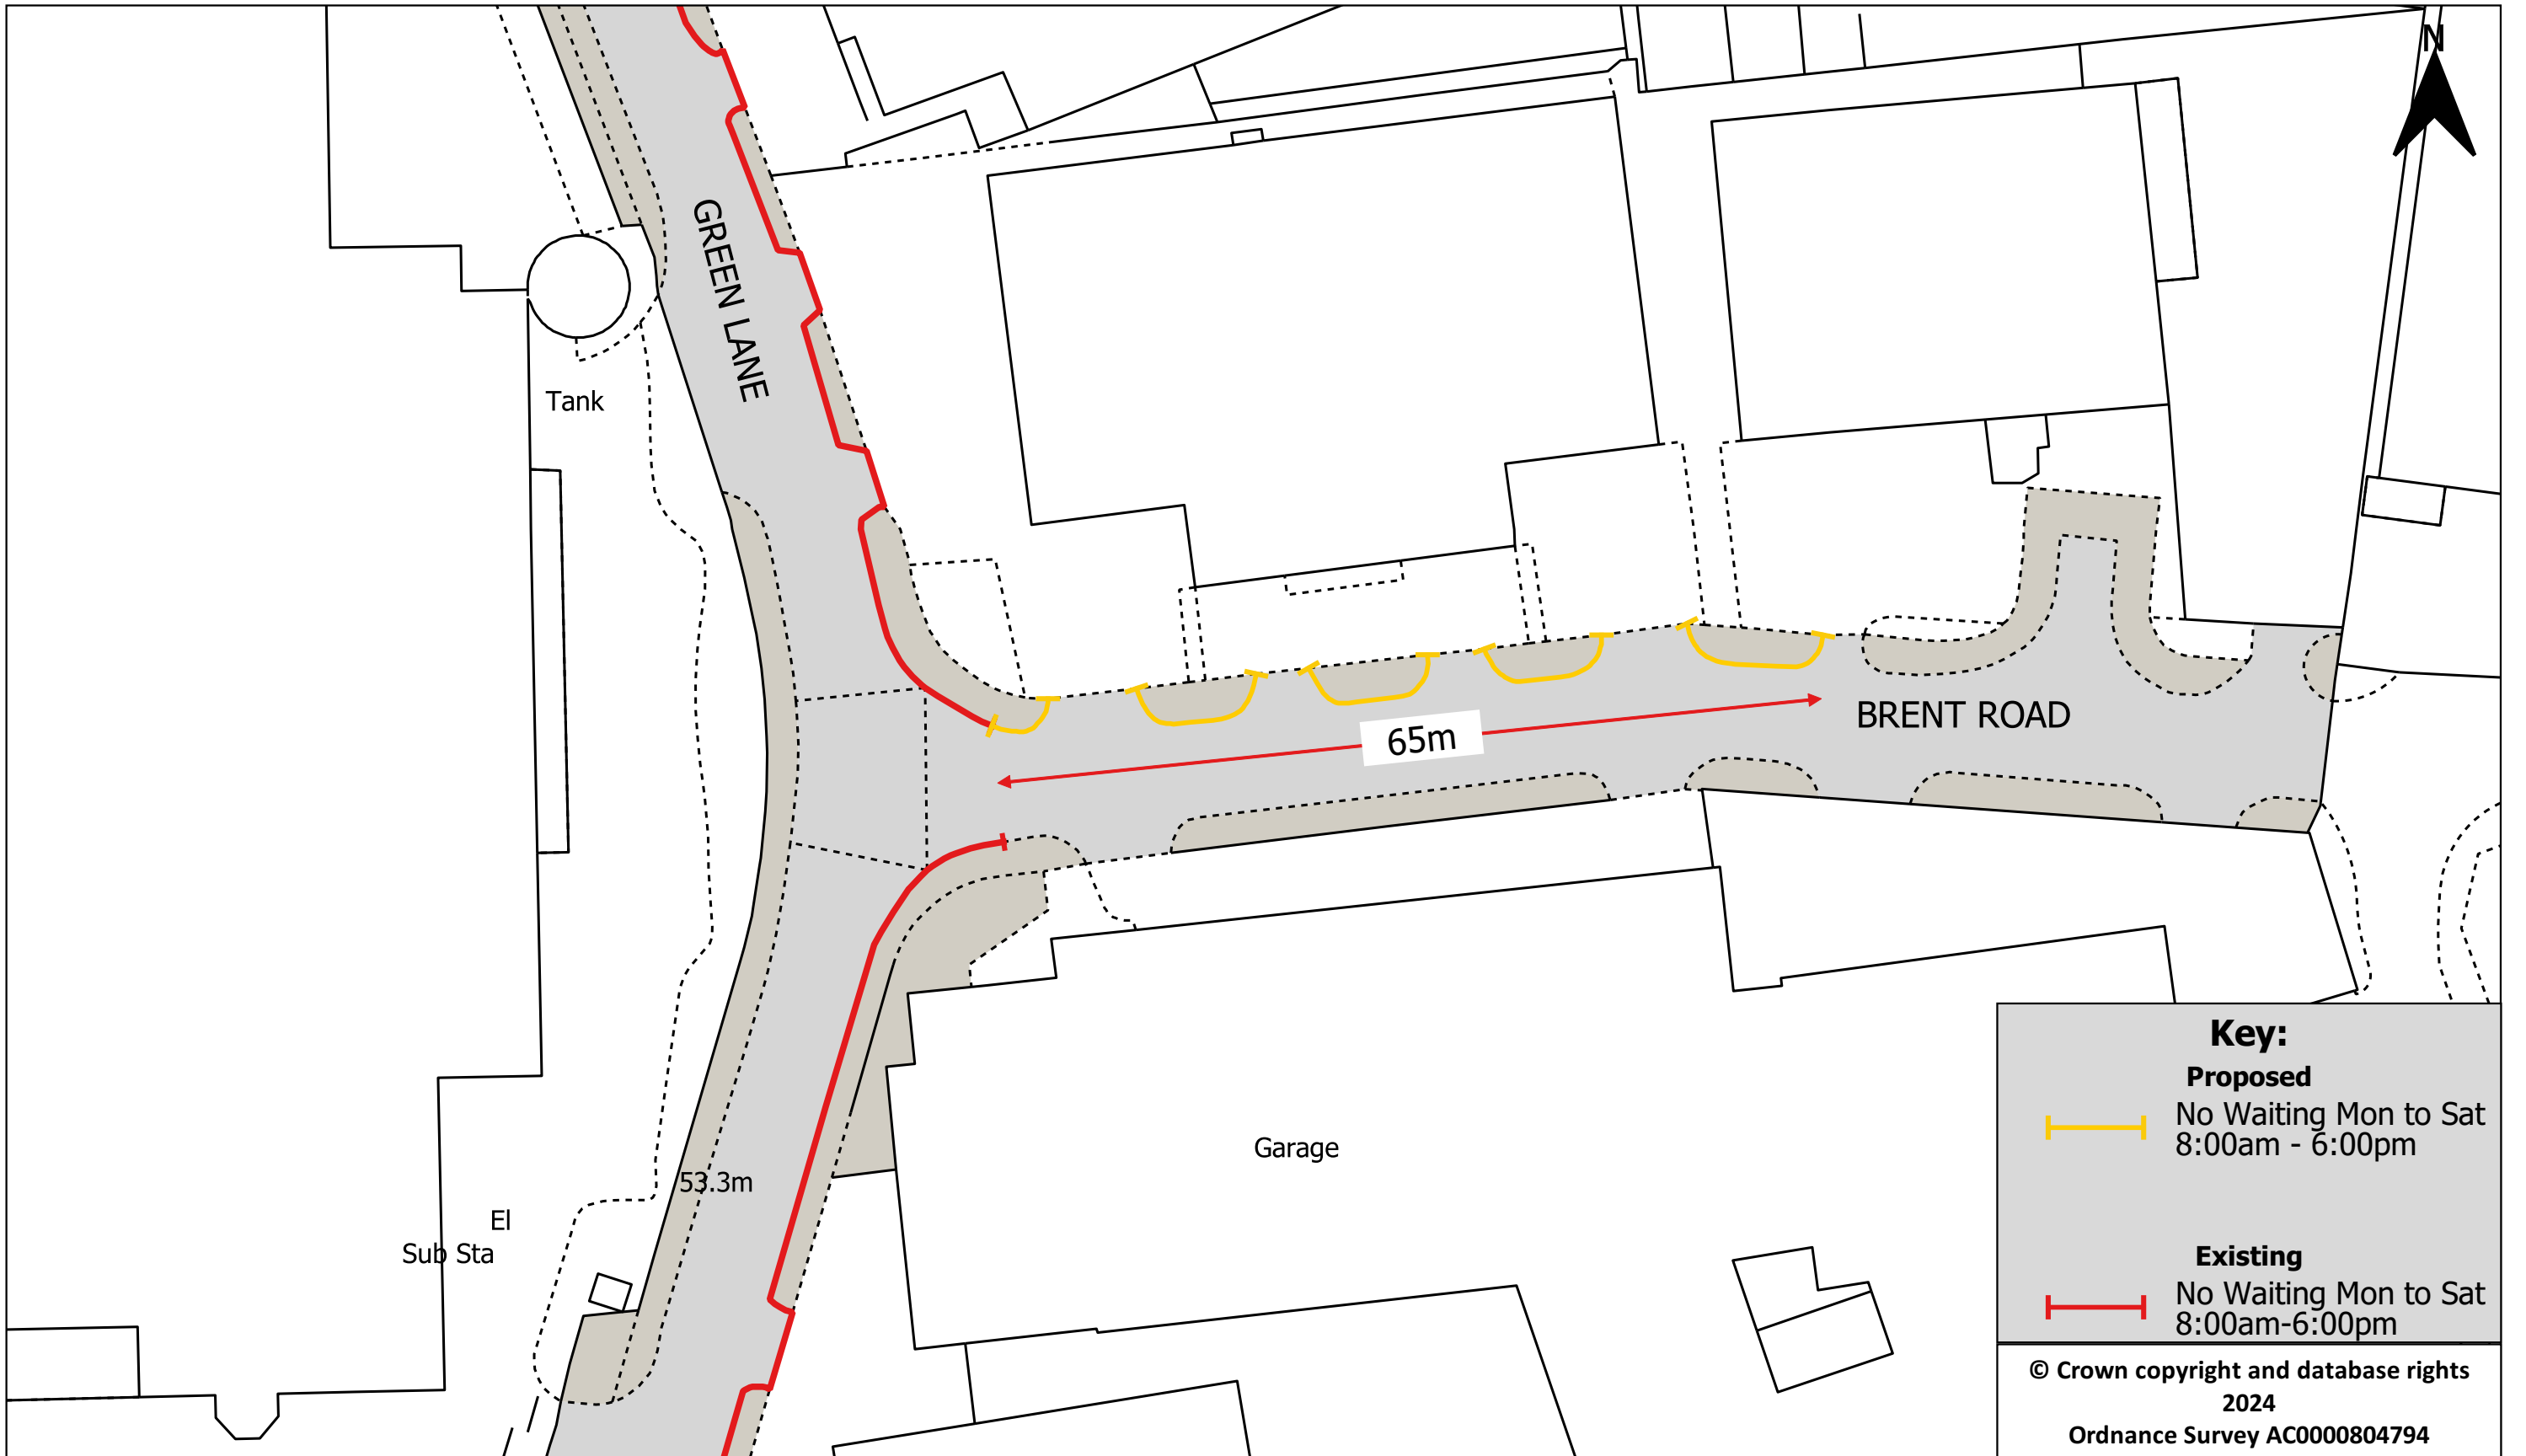 N
GREEN LANE
Tank
BRENT ROAD
65m
Garage
53.3m
El
Sub Sta
Key:
Proposed
No Waiting Mon to Sat
8:00am - 6:00pm
Existing
No Waiting Mon to Sat
8:00am-6:00pm
© Crown copyright and database rights
2024
Ordnance Survey AC0000804794